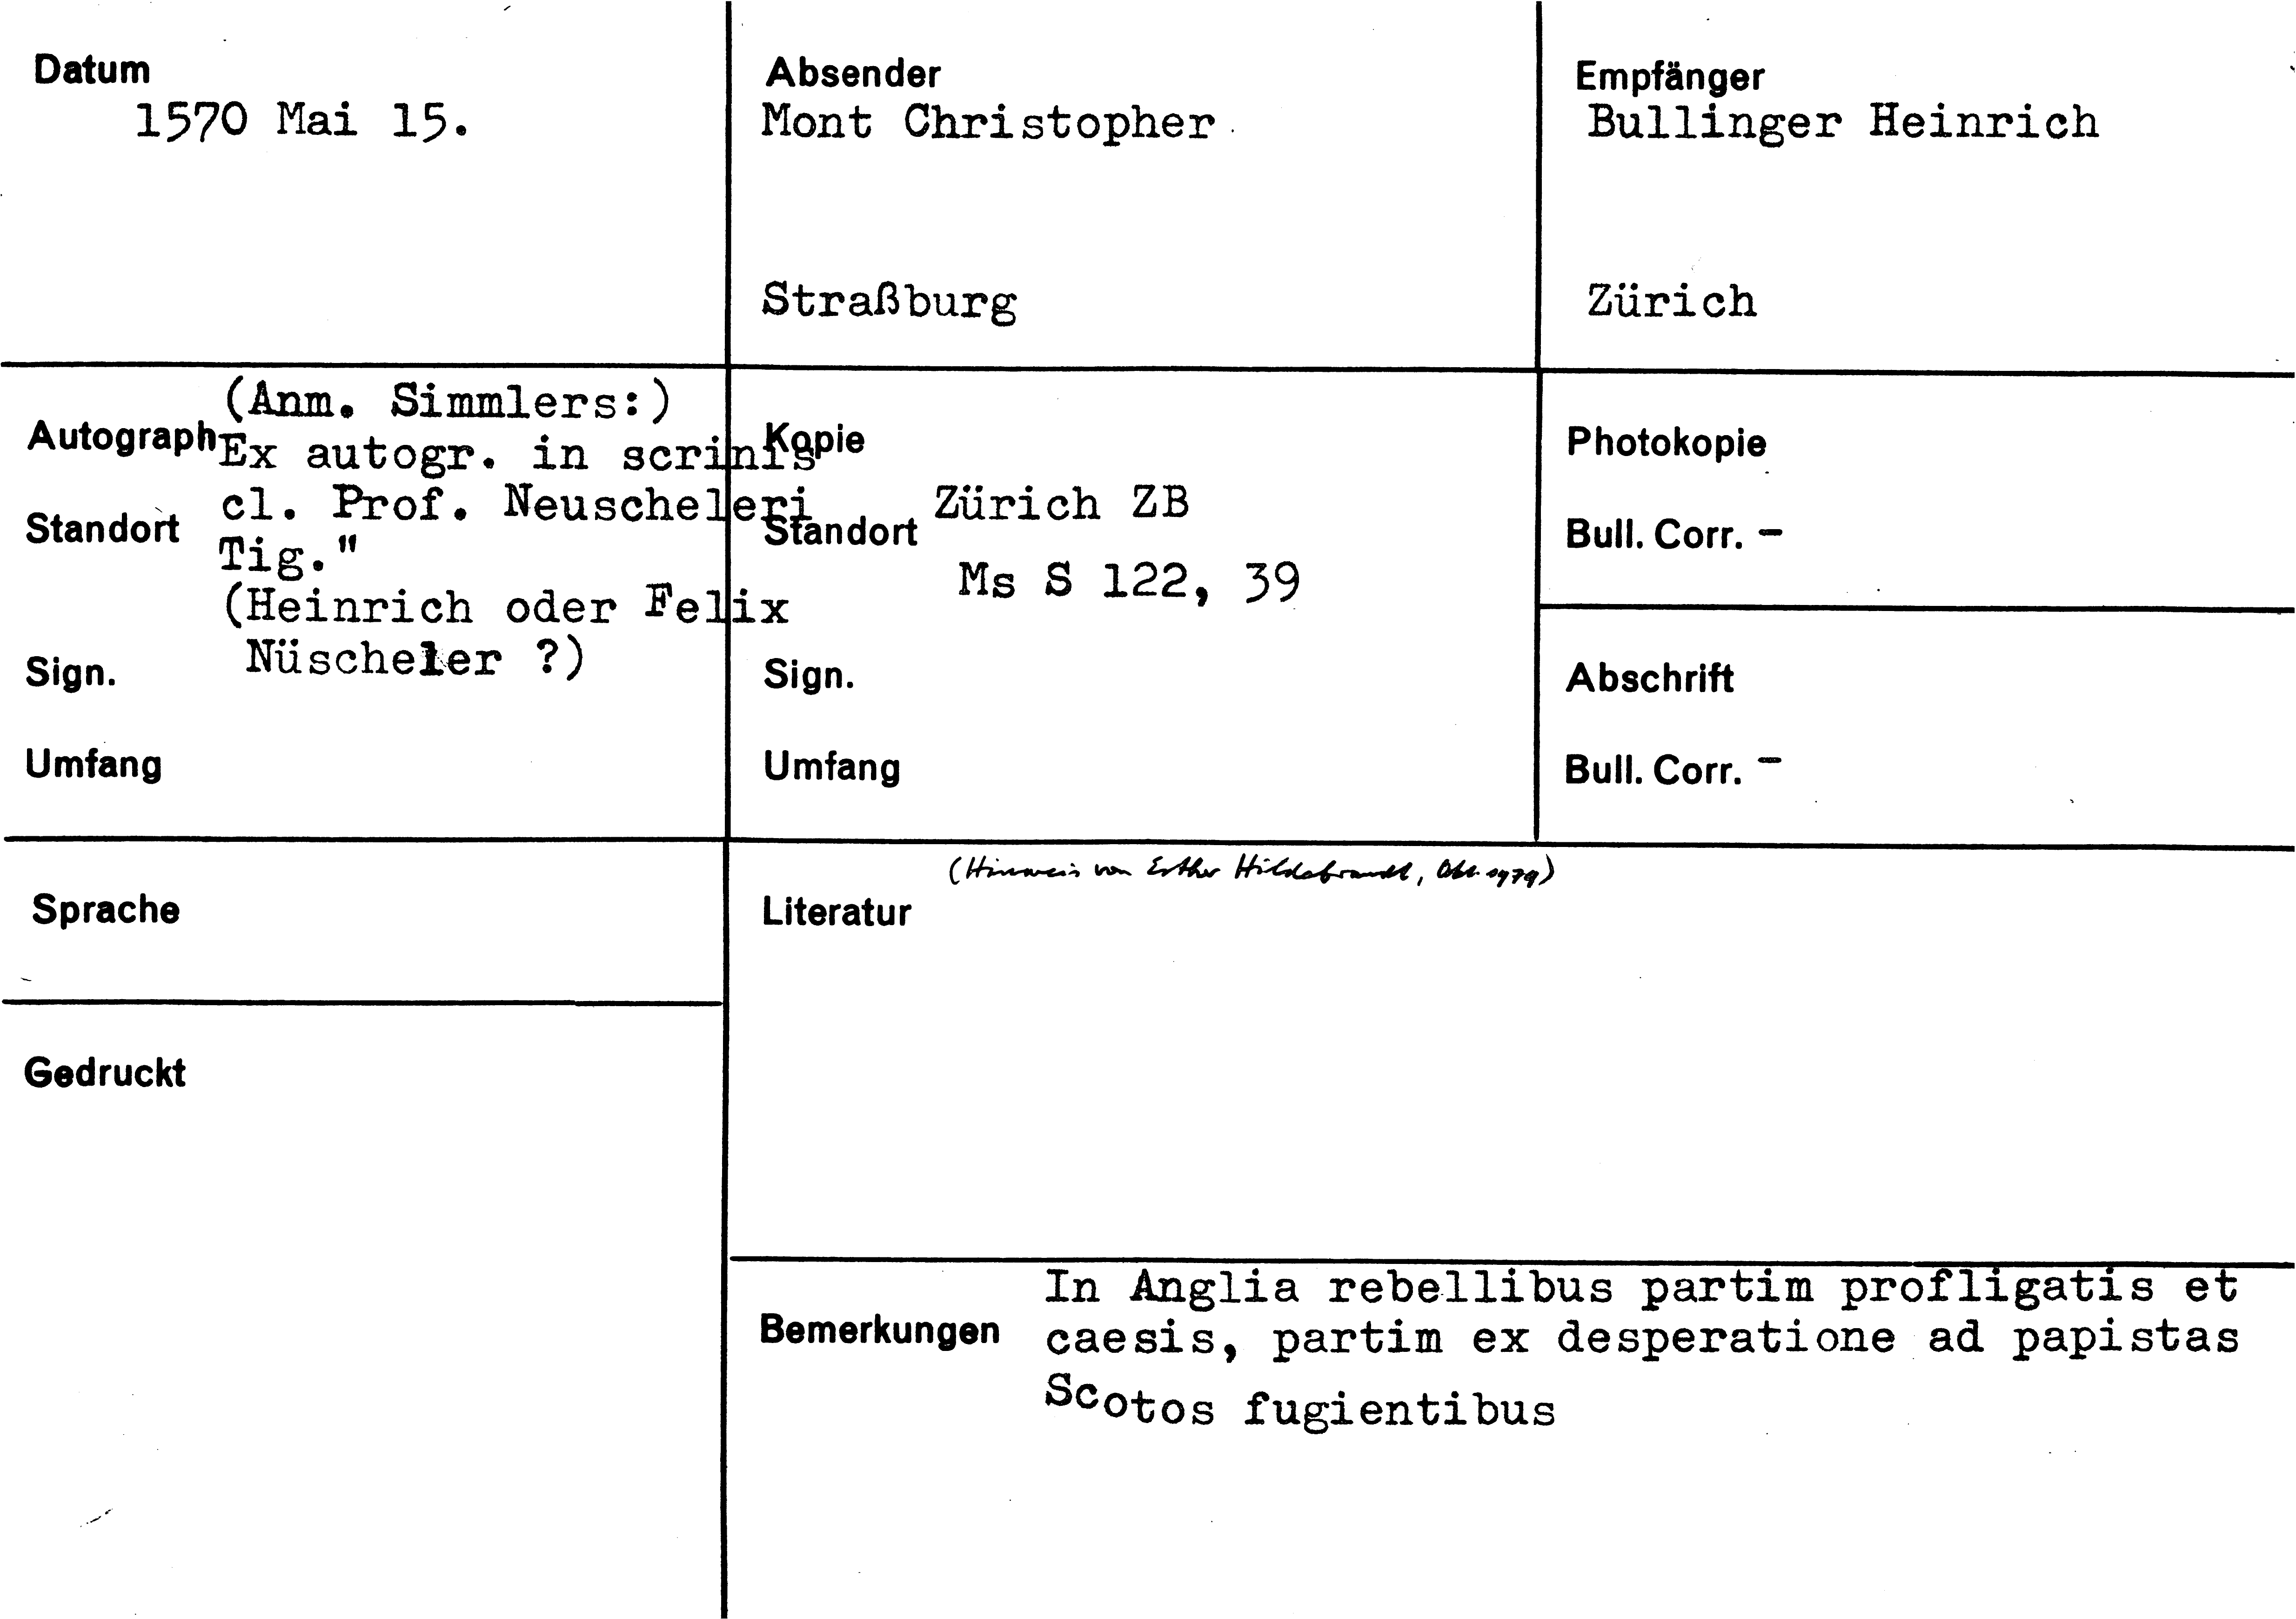 Datum
1570 Mai 15.
Absender
Mont Christopher
Straßburg
Empfänger
Bullinger Heinrich
Zürich
Autograph
(Anm. Simmlers:)
Ex autogr. in scrinis
cl. Prof. Neuscheleri
Tig."
(Heinrich oder Felix
Nüscheler ?)
Standort
Sign.
Umfang
Kopie
Standort
Zürich ZB
Ms S 122, 39
Sign.
Umfang
Photokopie
Bull. Corr. –
Abschrift
Bull. Corr. –
Sprache
Gedruckt
(Hinweis von Esther Hildebrandt, Okt. 1979)
Literatur
Bemerkungen
In Anglia rebellibus partim profligatis et
caesis, partim ex desperatione ad papistas
Scotos fugientibus